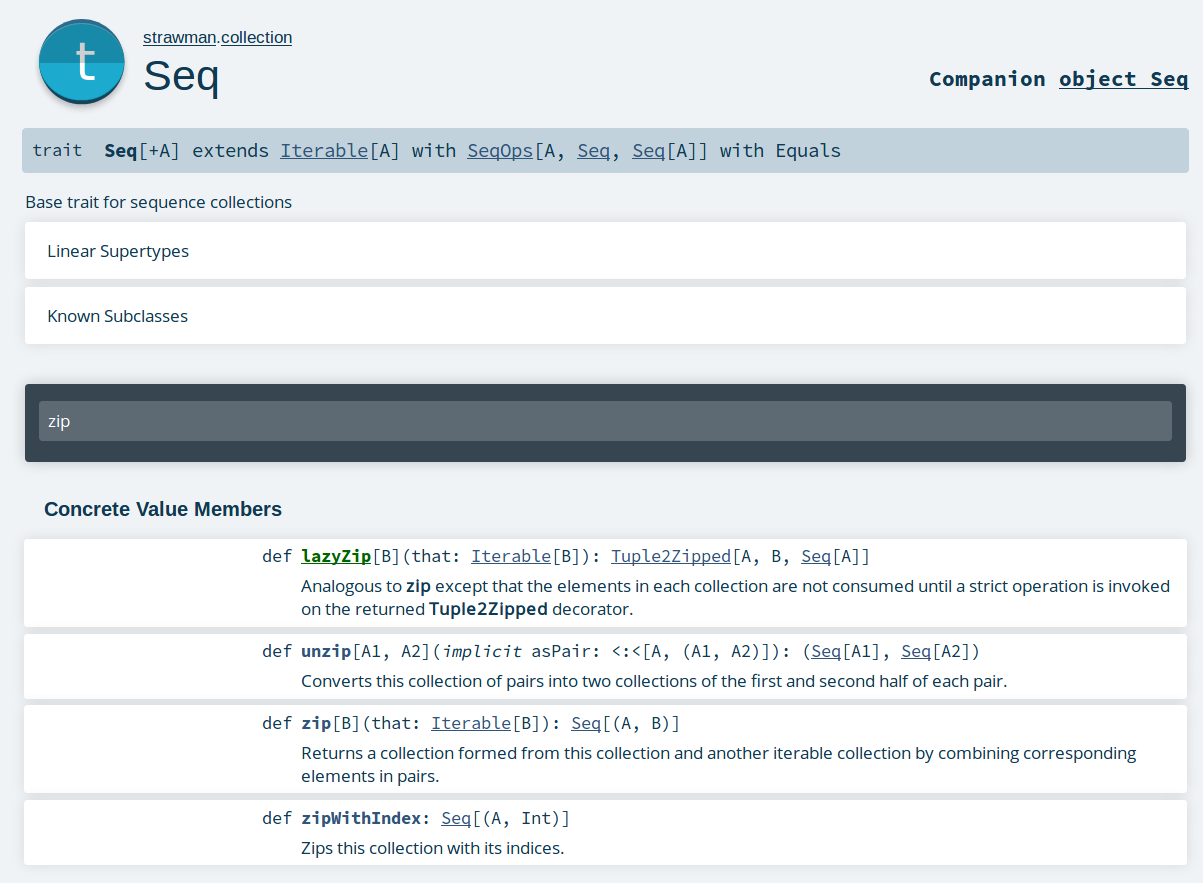 t
strawman.collection
Seq
Companion object Seq
trait Seq[+A] extends Iterable[A] with SeqOps[A, Seq, Seq[A]] with Equals
Base trait for sequence collections
Linear Supertypes
Known Subclasses
zip
Concrete Value Members
def lazyZip[B](that: Iterable[B]): Tuple2Zipped[A, B, Seq[A]]
Analogous to zip except that the elements in each collection are not consumed until a strict operation is invoked
on the returned Tuple2Zipped decorator.
def unzip[A1, A2](implicit asPair: <:<[A, (A1, A2)]): (Seq[A1], Seq[A2])
Converts this collection of pairs into two collections of the first and second half of each pair.
def zip[B](that: Iterable[B]): Seq[(A, B)]
Returns a collection formed from this collection and another iterable collection by combining corresponding
elements in pairs.
def zipWithIndex: Seq[(A, Int)]
Zips this collection with its indices.